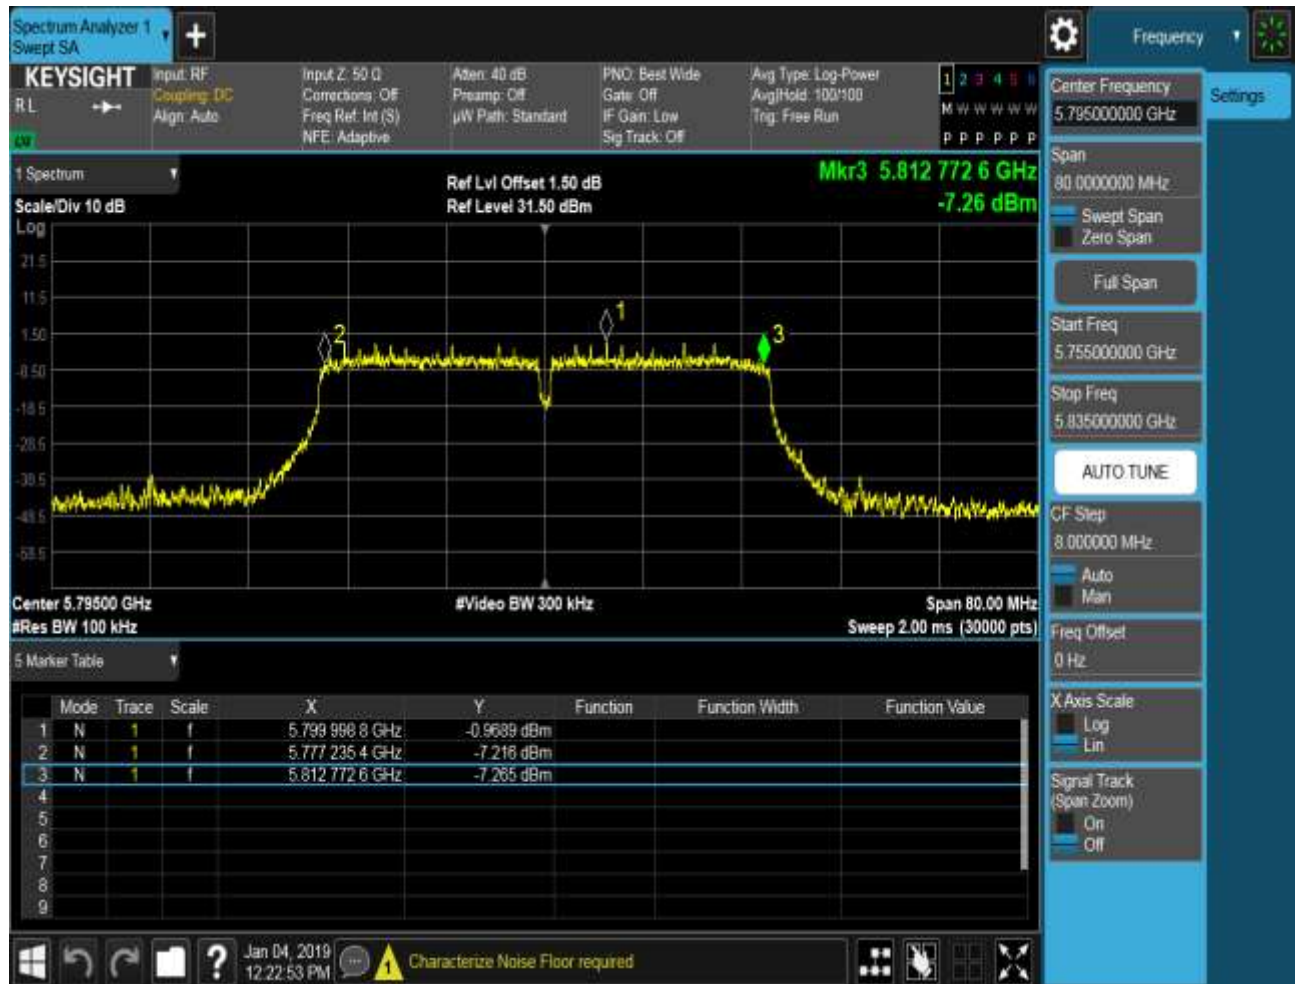 Spectrum Analyzer 1
Swept SA
+
Frequency
KEYSIGHT
RL
Input: RF
Coupling: DC
Align: Auto
Input Z: 50 Ω
Corrections: Off
Freq Ref: Int (S)
NFE: Adaptive
Atten: 40 dB
Preamp: Off
µW Path: Standard
PNO: Best Wide
Gate: Off
IF Gain: Low
Sig Track: Off
Avg Type: Log-Power
Avg|Hold: 100/100
Trig: Free Run
1 2 3 4 5 6
M W W W W W
P P P P P P
1 Spectrum
Scale/Div 10 dB
Ref Lvl Offset 1.50 dB
Ref Level 31.50 dBm
Mkr3 5.812 772 6 GHz
-7.26 dBm
Log
21.5
11.5
1.50
-8.50
-18.5
-28.5
-38.5
-48.5
-58.5
1
2
3
Center 5.79500 GHz
#Res BW 100 kHz
#Video BW 300 kHz
Span 80.00 MHz
Sweep 2.00 ms (30000 pts)
5 Marker Table
Mode Trace Scale X Y Function Function Width Function Value
1 N 1 f 5.799 998 8 GHz -0.9689 dBm
2 N 1 f 5.777 235 4 GHz -7.216 dBm
3 N 1 f 5.812 772 6 GHz -7.265 dBm
4
5
6
7
8
9
Jan 04, 2019
12:22:53 PM
?
1
Characterize Noise Floor required
Settings
Center Frequency
5.795000000 GHz
Span
80.0000000 MHz
Swept Span
Zero Span
Full Span
Start Freq
5.755000000 GHz
Stop Freq
5.835000000 GHz
AUTO TUNE
CF Step
8.000000 MHz
Auto
Man
Freq Offset
0 Hz
X Axis Scale
Log
Lin
Signal Track
(Span Zoom)
On
Off